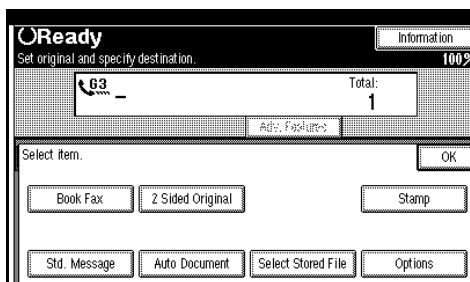 Ready
Information
Set original and specify destination.
100%
G3
Total:
1
Adv. Features
Select item.
OK
Book Fax
2 Sided Original
Stamp
Std. Message
Auto Document
Select Stored File
Options